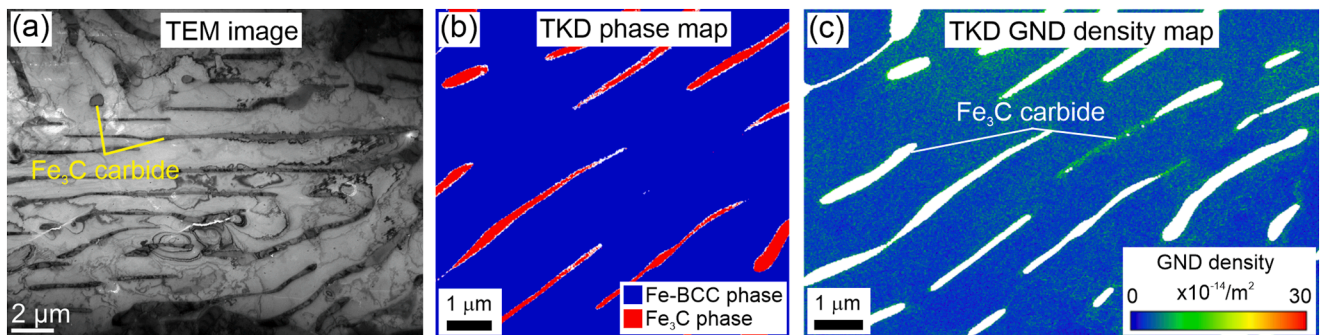 (a)
TEM image
Fe₃C carbide
2 μm
(b)
TKD phase map
1 μm
Fe-BCC phase
Fe₃C phase
(c)
TKD GND density map
Fe₃C carbide
1 μm
GND density
x10⁻¹⁴/m²
0
30